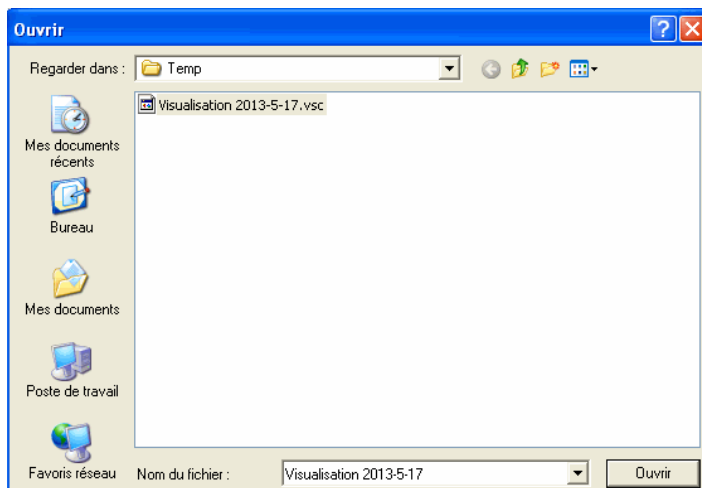 Ouvrir
Regarder dans :
Temp
Visualisation 2013-5-17.vsc
Mes documents
récents
Bureau
Mes documents
Poste de travail
Favoris réseau
Nom du fichier :
Visualisation 2013-5-17
Ouvrir